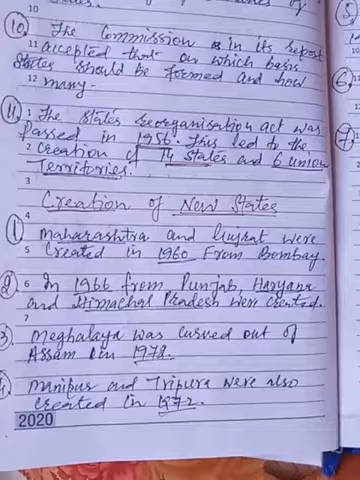 10
(10) The Commission in its report
11 accepted that on which basis
States should be formed and how
12 many.
(11) 1 The States reorganisation act was
passed in 1956. This led to the
2 Creation of 14 States and 6 union
Territories.
3
Creation of New States
4
(1) Maharashtra and Gujrat were
5 Created in 1960 From Bombay.
(2) 6 In 1966 from Punjab, Haryana
and Himachal Pradesh were created.
7
(3). Meghalaya was curved out of
Assam in 1972.
Manipur and Tripura were also
created in 1972.
2020